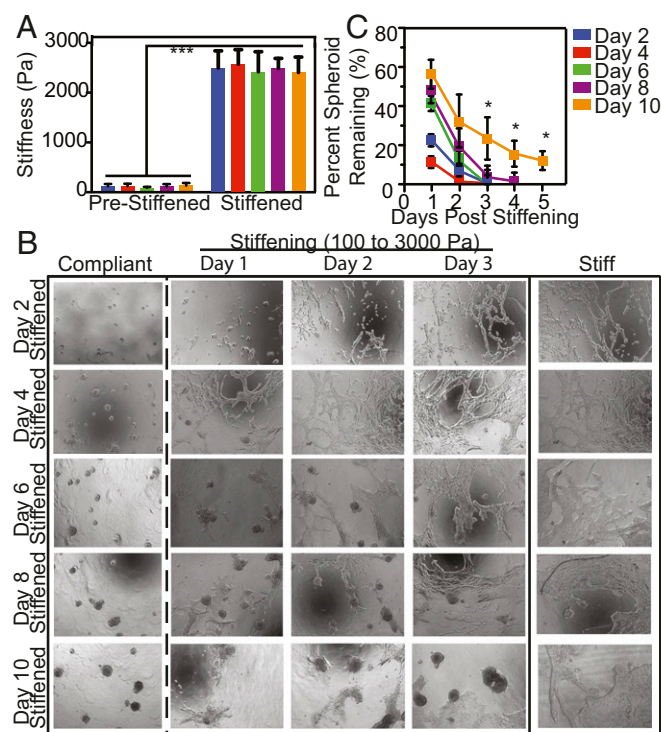 A
Stiffness (Pa)
3000
2000
1000
0
***
Pre-Stiffened
Stiffened
C
Percent Spheroid
Remaining (%)
80
60
40
20
0
*
*
*
0
1
2
3
4
5
Days Post Stiffening
Day 2
Day 4
Day 6
Day 8
Day 10
B
Stiffening (100 to 3000 Pa)
Compliant
Day 1
Day 2
Day 3
Stiff
Day 2
Stiffened
Day 4
Stiffened
Day 6
Stiffened
Day 8
Stiffened
Day 10
Stiffened